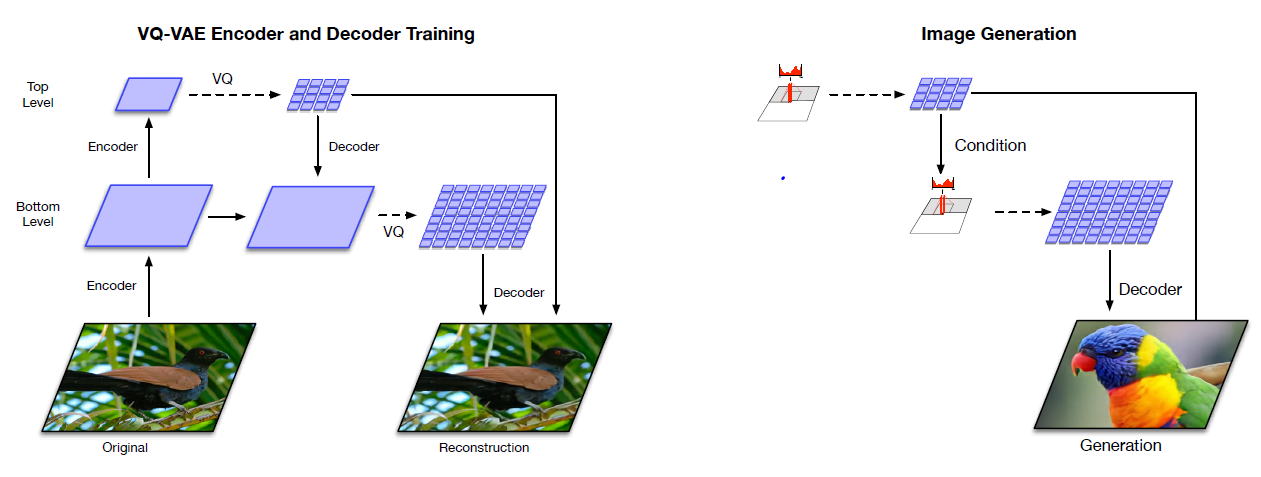 VQ-VAE Encoder and Decoder Training
Image Generation
Top
Level
VQ
Encoder
Decoder
Condition
Bottom
Level
VQ
Encoder
Decoder
Decoder
Original
Reconstruction
Generation